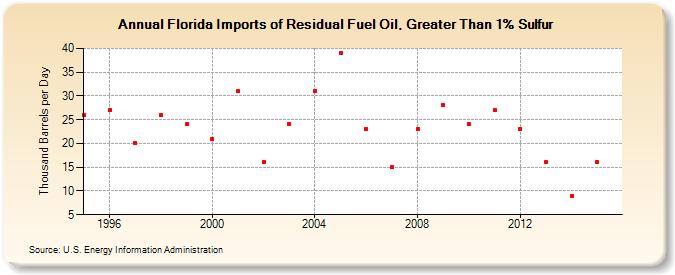 Annual Florida Imports of Residual Fuel Oil, Greater Than 1% Sulfur
Thousand Barrels per Day
40
35
30
25
20
15
10
5
1996 2000 2004 2008 2012
Source: U.S. Energy Information Administration